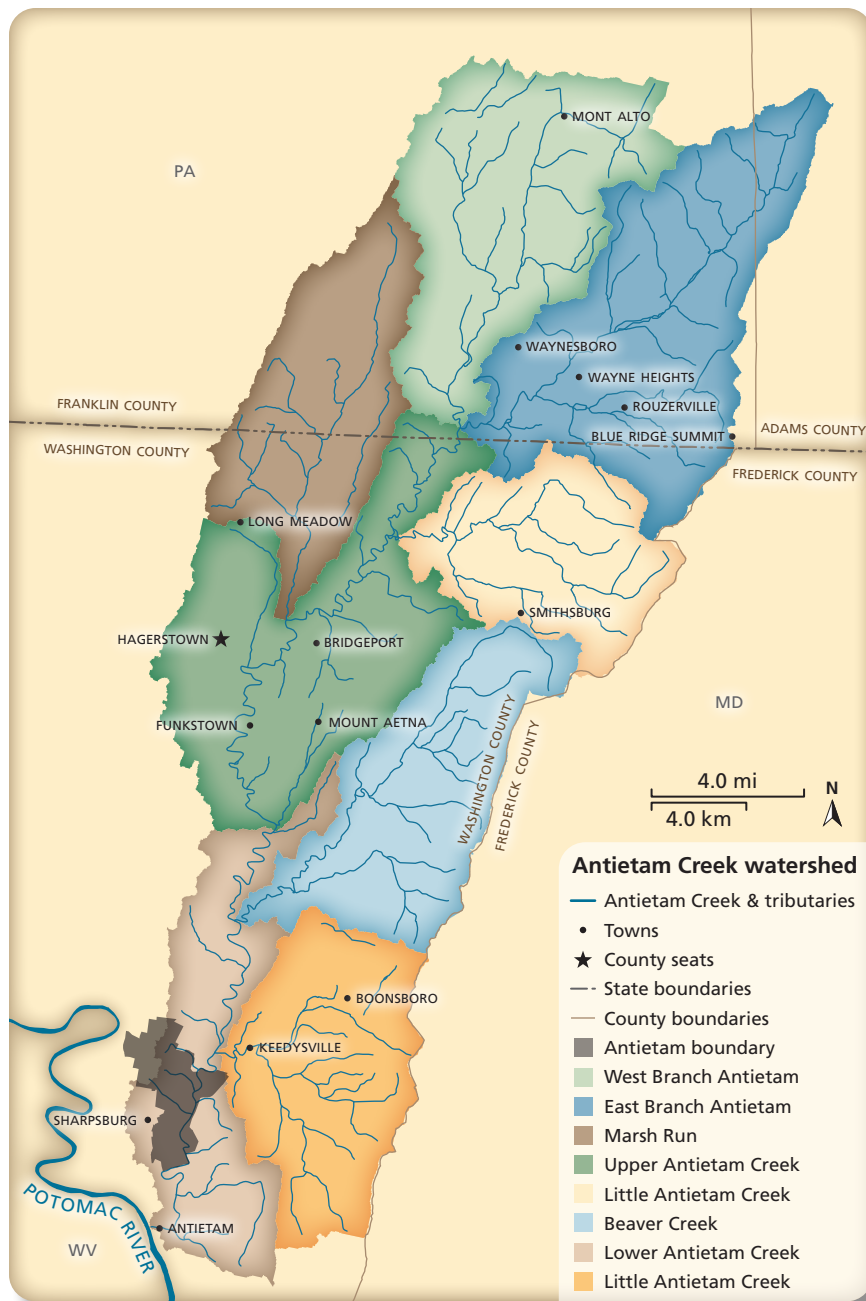 MONT ALTO
PA
WAYNESBORO
WAYNE HEIGHTS
FRANKLIN COUNTY
ROUZERVILLE
BLUE RIDGE SUMMIT
ADAMS COUNTY
WASHINGTON COUNTY
FREDERICK COUNTY
LONG MEADOW
SMITHSBURG
HAGERSTOWN
BRIDGEPORT
MD
FUNKSTOWN
MOUNT AETNA
WASHINGTON COUNTY
FREDERICK COUNTY
4.0 mi
4.0 km
N
BOONSBORO
KEEDYSVILLE
SHARPSBURG
POTOMAC RIVER
ANTIETAM
WV
Antietam Creek watershed
Antietam Creek & tributaries
Towns
County seats
State boundaries
County boundaries
Antietam boundary
West Branch Antietam
East Branch Antietam
Marsh Run
Upper Antietam Creek
Little Antietam Creek
Beaver Creek
Lower Antietam Creek
Little Antietam Creek